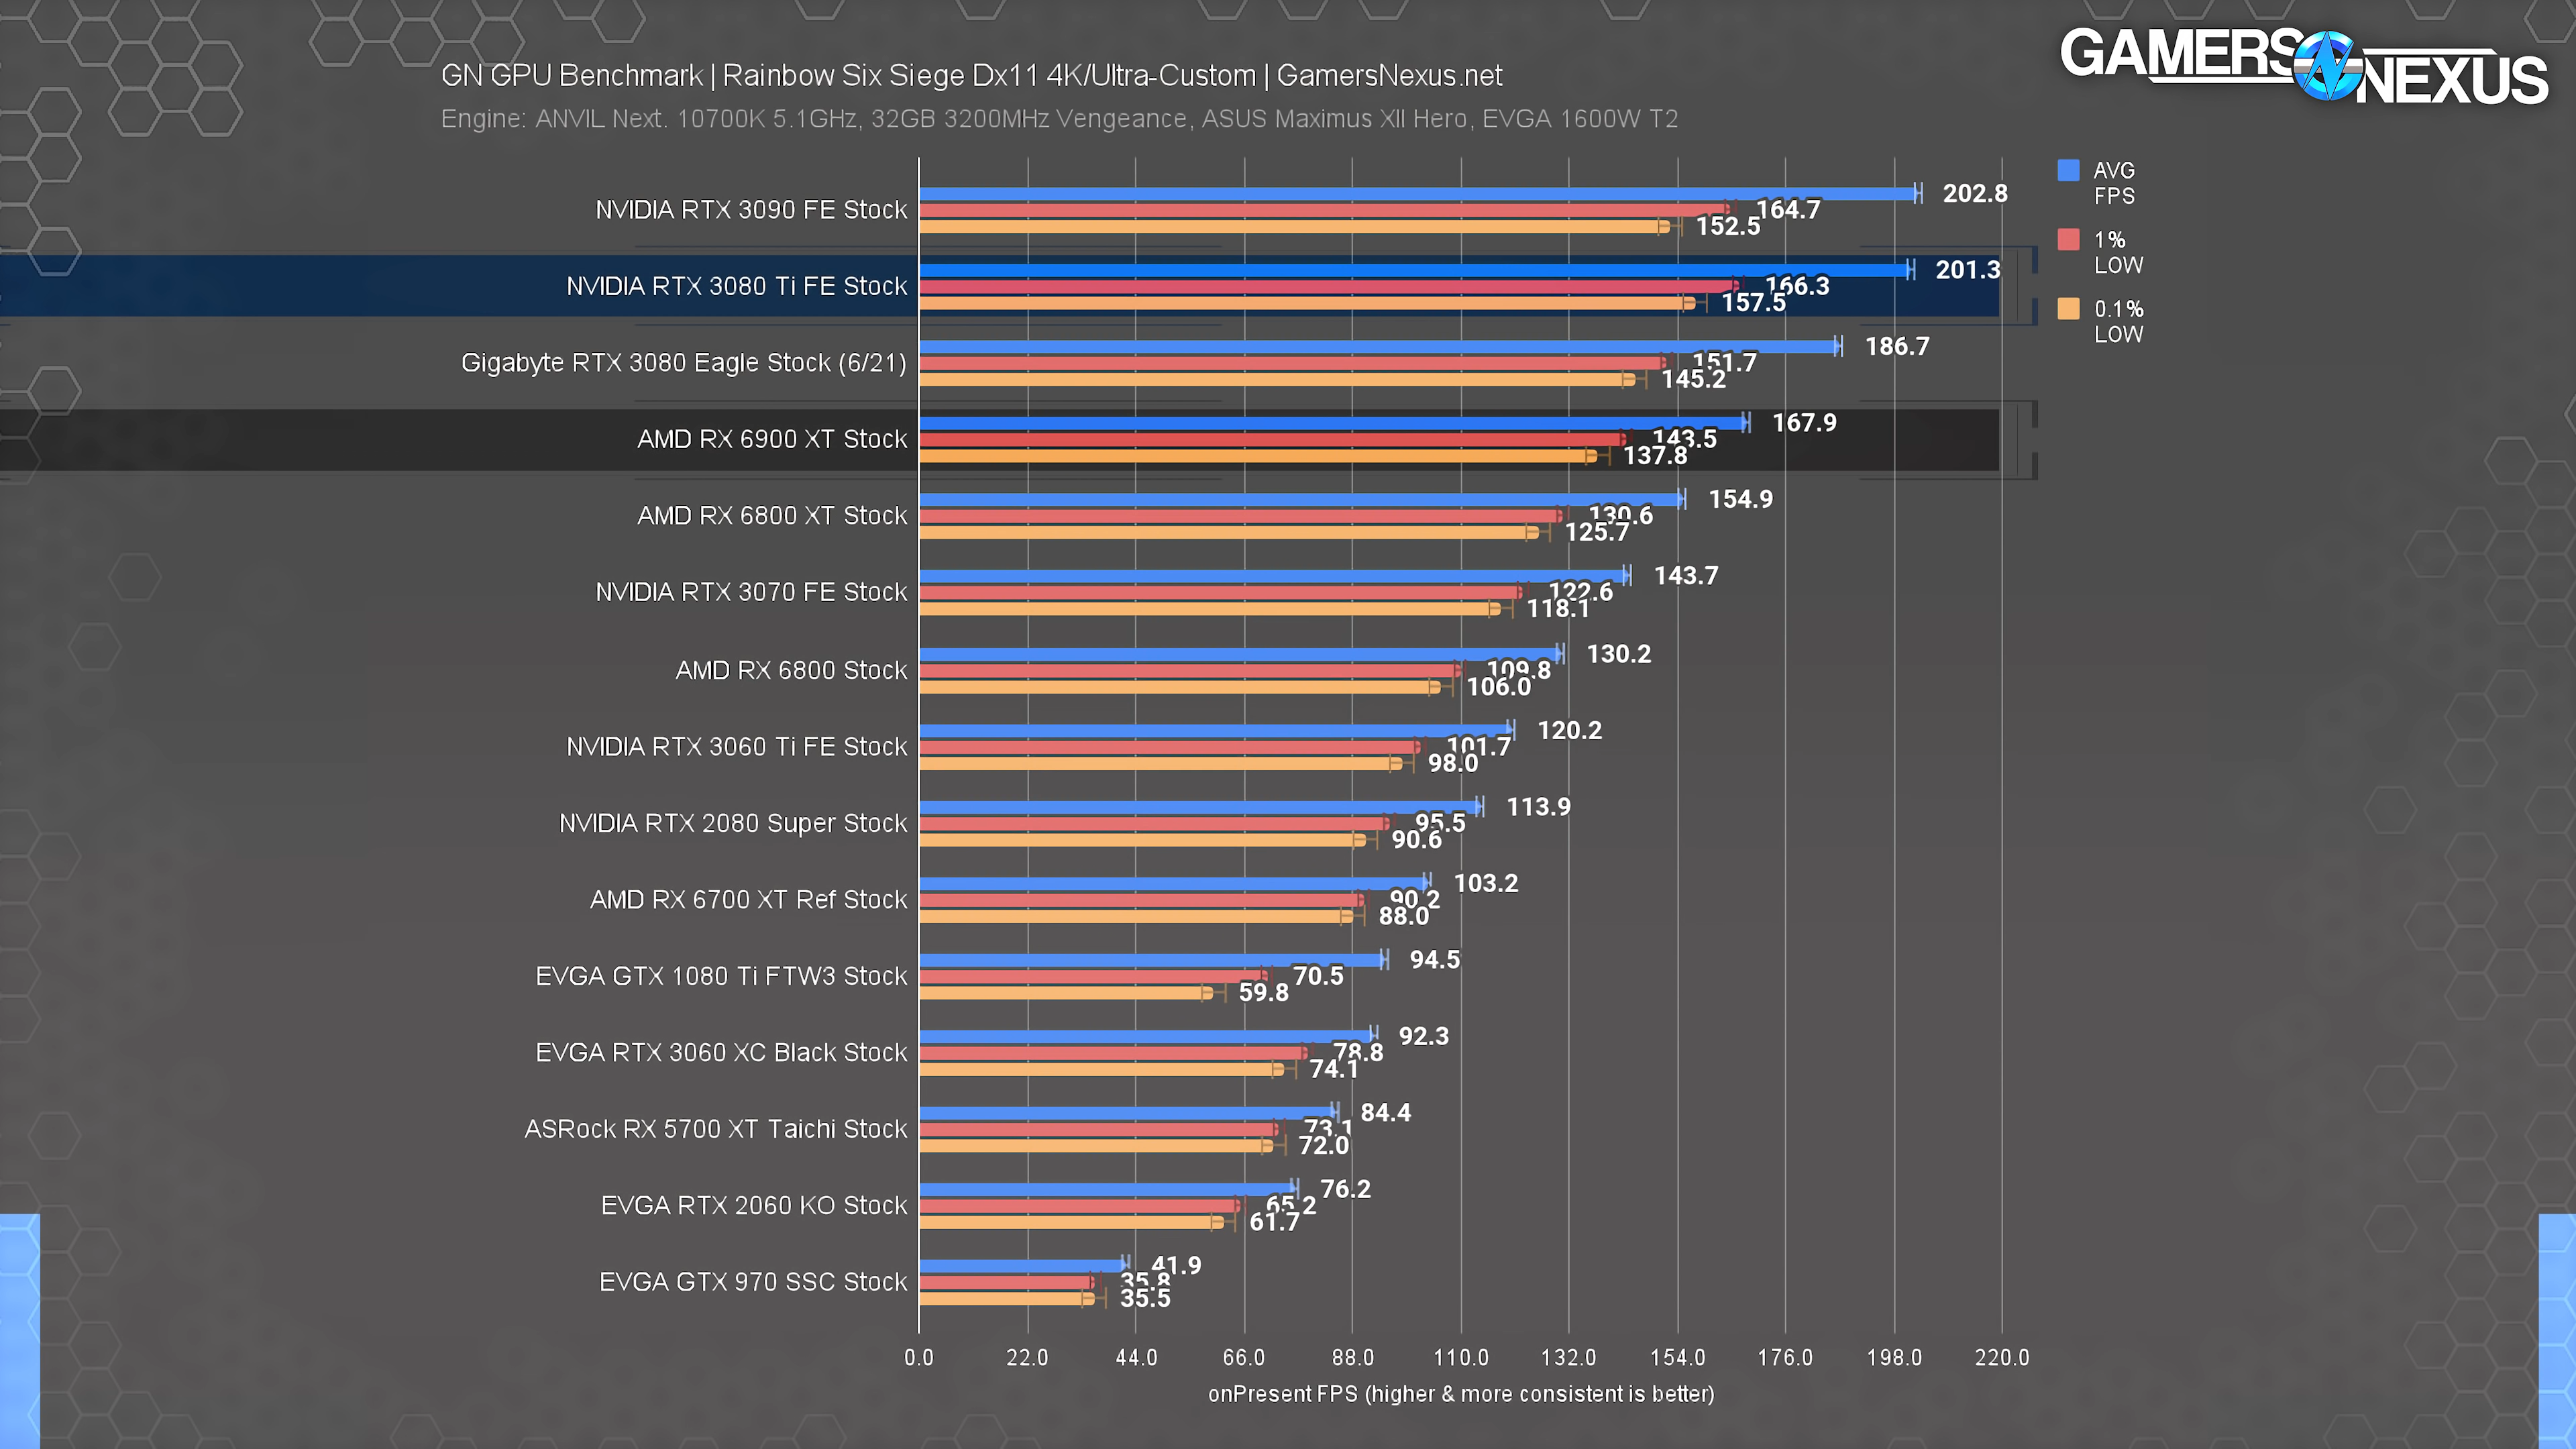 GAMERS NEXUS
GN GPU Benchmark | Rainbow Six Siege Dx11 4K/Ultra-Custom | GamersNexus.net
Engine: ANVIL Next. 10700K 5.1GHz, 32GB 3200MHz Vengeance, ASUS Maximus XII Hero, EVGA 1600W T2
AVG
FPS
1%
LOW
0.1%
LOW
NVIDIA RTX 3090 FE Stock
202.8
164.7
152.5
NVIDIA RTX 3080 Ti FE Stock
201.3
166.3
157.5
Gigabyte RTX 3080 Eagle Stock (6/21)
186.7
151.7
145.2
AMD RX 6900 XT Stock
167.9
143.5
137.8
AMD RX 6800 XT Stock
154.9
130.6
125.7
NVIDIA RTX 3070 FE Stock
143.7
122.6
118.1
AMD RX 6800 Stock
130.2
109.8
106.0
NVIDIA RTX 3060 Ti FE Stock
120.2
101.7
98.0
NVIDIA RTX 2080 Super Stock
113.9
95.5
90.6
AMD RX 6700 XT Ref Stock
103.2
90.2
88.0
EVGA GTX 1080 Ti FTW3 Stock
94.5
70.5
59.8
EVGA RTX 3060 XC Black Stock
92.3
78.8
74.1
ASRock RX 5700 XT Taichi Stock
84.4
73.1
72.0
EVGA RTX 2060 KO Stock
76.2
65.2
61.7
EVGA GTX 970 SSC Stock
41.9
35.8
35.5
0.0 22.0 44.0 66.0 88.0 110.0 132.0 154.0 176.0 198.0 220.0
onPresent FPS (higher & more consistent is better)